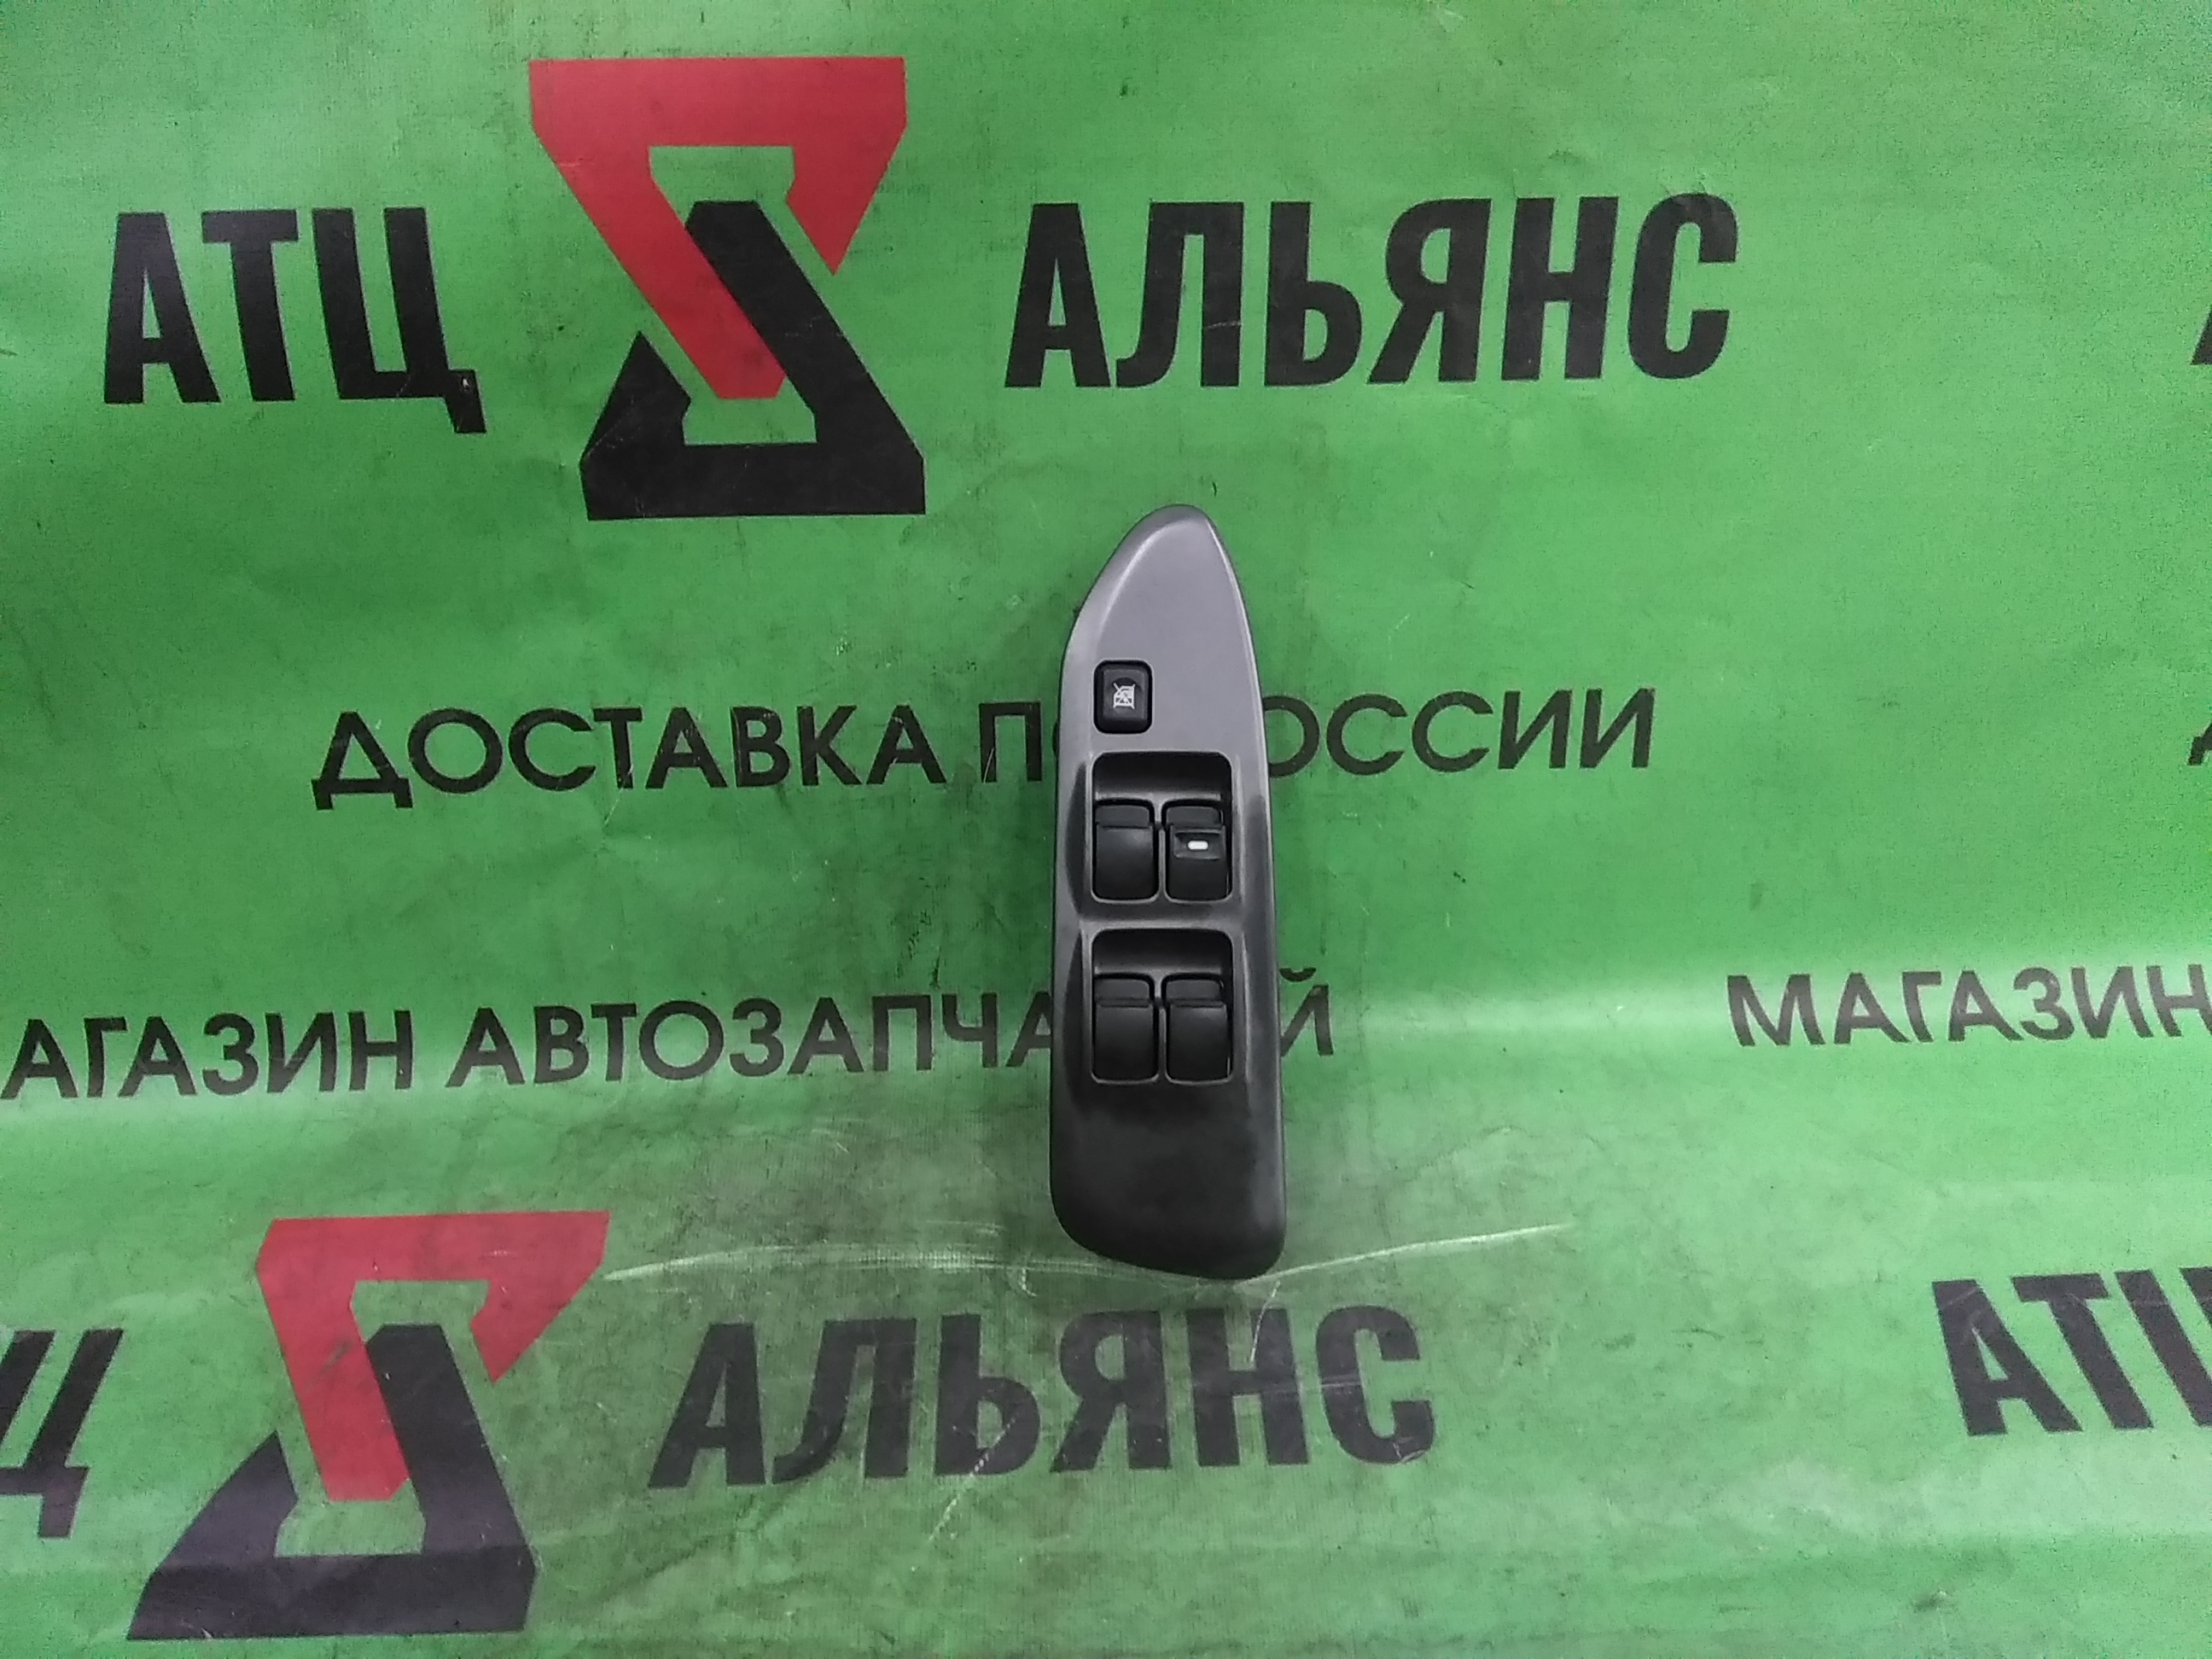 АТЦ АЛЬЯНС
ДОСТАВКА ПО РОССИИ
МАГАЗИН АВТОЗАПЧАСТЕЙ МАГАЗИН
АЛЬЯНС АТЦ